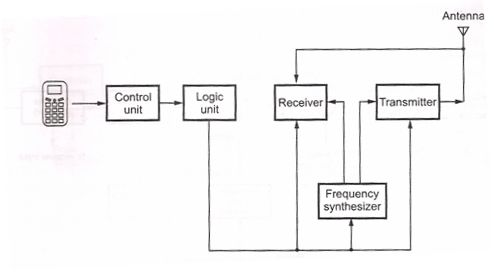 Antenna
Control
unit
Logic
unit
Receiver
Transmitter
Frequency
synthesizer